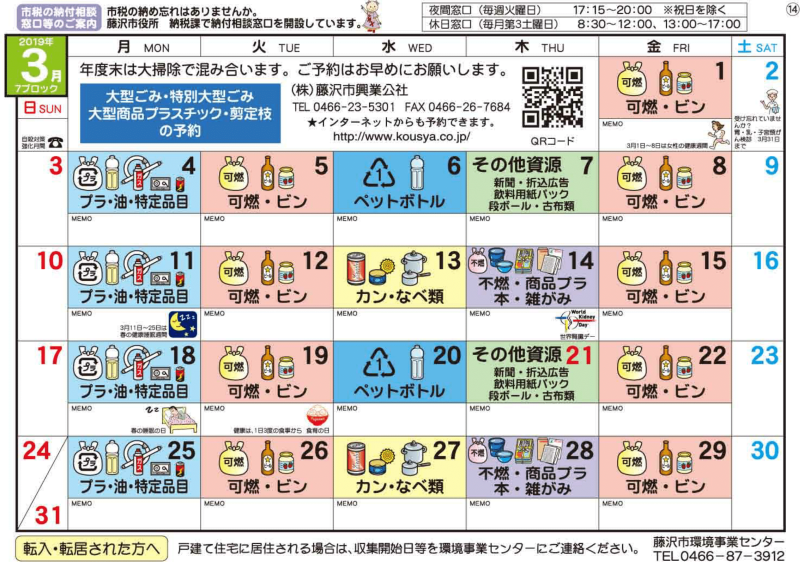 市税の納付相談
窓口等のご案内
市税の納め忘れはありませんか。
藤沢市役所 納税課で納付相談窓口を開設しています。
夜間窓口(毎週火曜日) 17:15~20:00 ※祝日を除く
休日窓口(毎月第3土曜日) 8:30~12:00、13:00~17:00
⑭
2019年
3月
7ブロック
日 SUN
月 MON
火 TUE
水 WED
木 THU
金 FRI
土 SAT
自殺対策
強化月間
年度末は大掃除で混み合います。ご予約はお早めにお願いします。
大型ごみ・特別大型ごみ
大型商品プラスチック・剪定枝
の予約
(株)藤沢市興業公社
TEL 0466-23-5301 FAX 0466-26-7684
★インターネットからも予約できます。
http://www.kousya.co.jp/
QRコード
可燃
1
可燃・ビン
MEMO
3月1日~8日は女性の健康週間
2
受け忘れていませ
んか?
胃・乳・子宮頸が
ん検診 3月31日
まで
3
プラ
4
プラ・油・特定品目
MEMO
可燃
5
可燃・ビン
MEMO
1
6
ペットボトル
MEMO
その他資源 7
新聞・折込広告
飲料用紙パック
段ボール・古布類
MEMO
可燃
8
可燃・ビン
MEMO
9
10
プラ
11
プラ・油・特定品目
MEMO
3月11日~25日は
春の健康睡眠週間
zzz
可燃
12
可燃・ビン
MEMO
13
カン・なべ類
MEMO
不燃
14
不燃・商品プラ
本・雑がみ
MEMO
World
Kidney
Day
世界腎臓デー
可燃
15
可燃・ビン
MEMO
16
17
プラ
18
プラ・油・特定品目
MEMO
春の睡眠の日
zz
可燃
19
可燃・ビン
MEMO
健康は、1日3度の食事から 食育の日
1
20
ペットボトル
MEMO
その他資源 21
新聞・折込広告
飲料用紙パック
段ボール・古布類
MEMO
可燃
22
可燃・ビン
MEMO
23
24
31
プラ
25
プラ・油・特定品目
MEMO
可燃
26
可燃・ビン
MEMO
27
カン・なべ類
MEMO
不燃
28
不燃・商品プラ
本・雑がみ
MEMO
可燃
29
可燃・ビン
MEMO
30
転入・転居された方へ
戸建て住宅に居住される場合は、収集開始日等を環境事業センターにご連絡ください。
藤沢市環境事業センター
TEL0466-87-3912